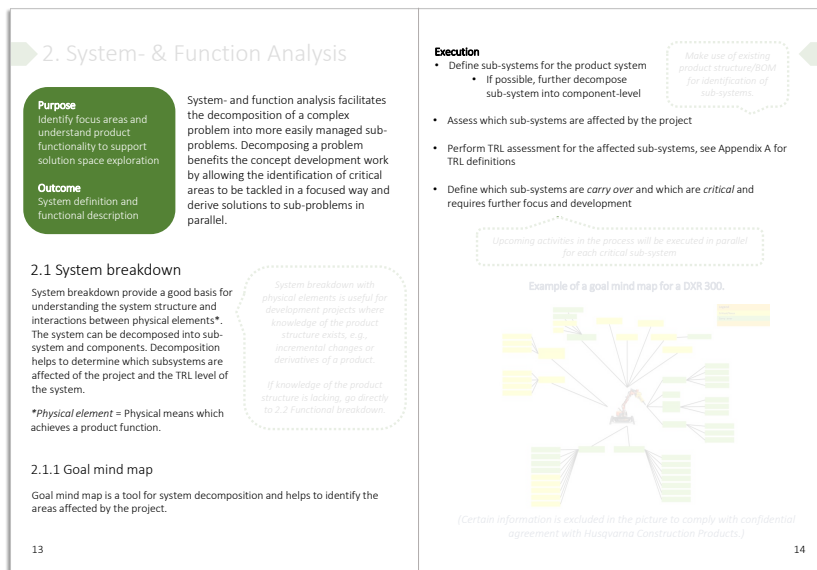 2. System- & Function Analysis
Purpose
Identify focus areas and
understand product
functionality to support
solution space exploration
Outcome
System definition and
functional description
System- and function analysis facilitates
the decomposition of a complex
problem into more easily managed sub-
problems. Decomposing a problem
benefits the concept development work
by allowing the identification of critical
areas to be tackled in a focused way and
derive solutions to sub-problems in
parallel.
2.1 System breakdown
System breakdown provide a good basis for
understanding the system structure and
interactions between physical elements*.
The system can be decomposed into sub-
system and components. Decomposition
helps to determine which subsystems are
affected of the project and the TRL level of
the system.
*Physical element = Physical means which
achieves a product function.
System breakdown with
physical elements is useful for
development projects where
knowledge of the product
structure exists, e.g.,
incremental changes or
derivatives of a product.
If knowledge of the product
structure is lacking, go directly
to 2.2 Functional breakdown.
2.1.1 Goal mind map
Goal mind map is a tool for system decomposition and helps to identify the
areas affected by the project.
13
Execution
• Define sub-systems for the product system
• If possible, further decompose
sub-system into component-level
Make use of existing
product structure/BOM
for identification of
sub-systems.
• Assess which sub-systems are affected by the project
• Perform TRL assessment for the affected sub-systems, see Appendix A for
TRL definitions
• Define which sub-systems are carry over and which are critical and
requires further focus and development
Upcoming activities in the process will be executed in parallel
for each critical sub-system
Example of a goal mind map for a DXR 300.
(Certain information is excluded in the picture to comply with confidential
agreement with Husqvarna Construction Products.)
14